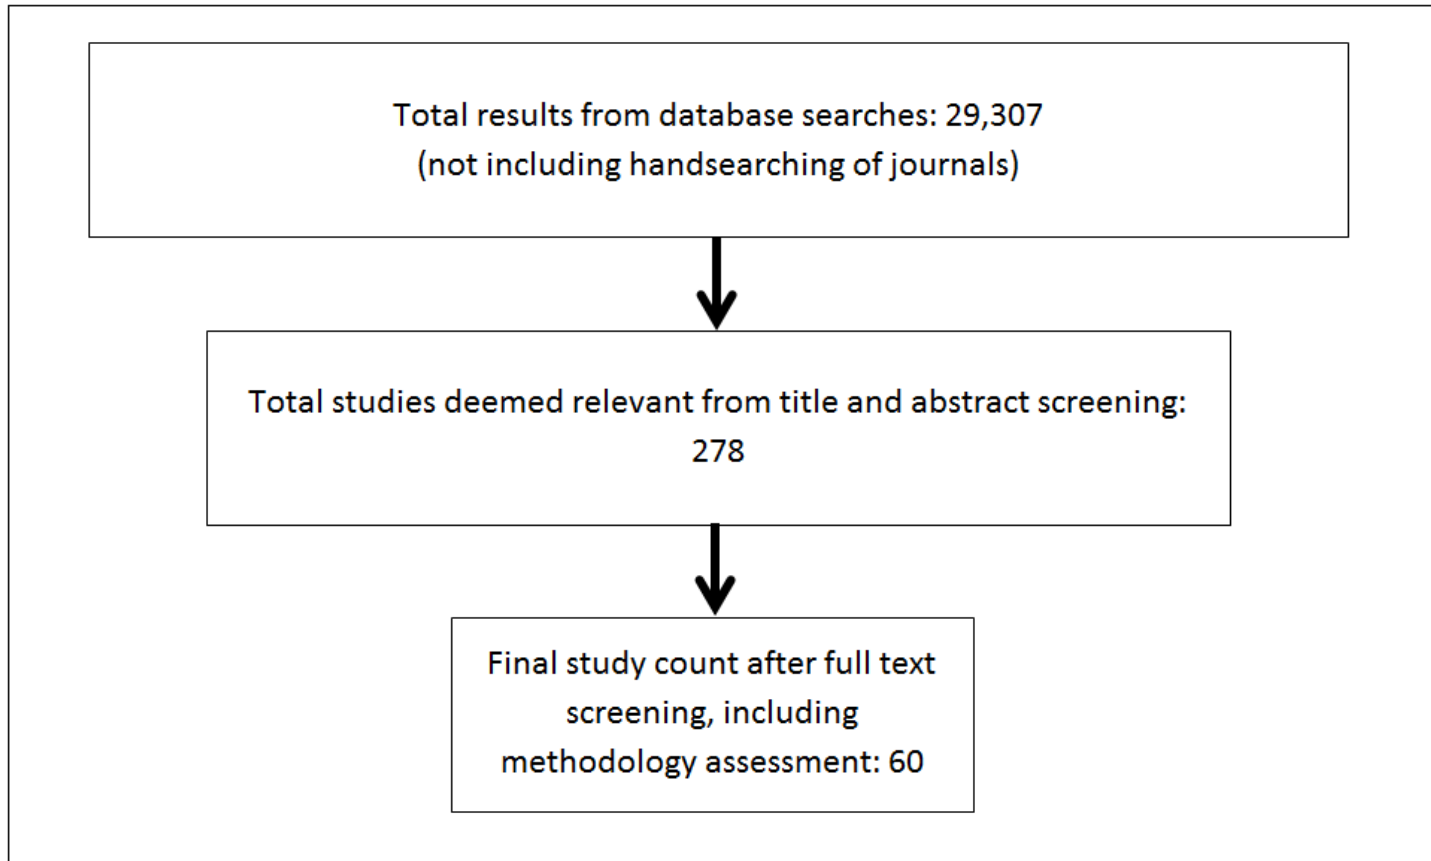 Total results from database searches: 29,307
(not including handsearching of journals)
Total studies deemed relevant from title and abstract screening:
278
Final study count after full text
screening, including
methodology assessment: 60